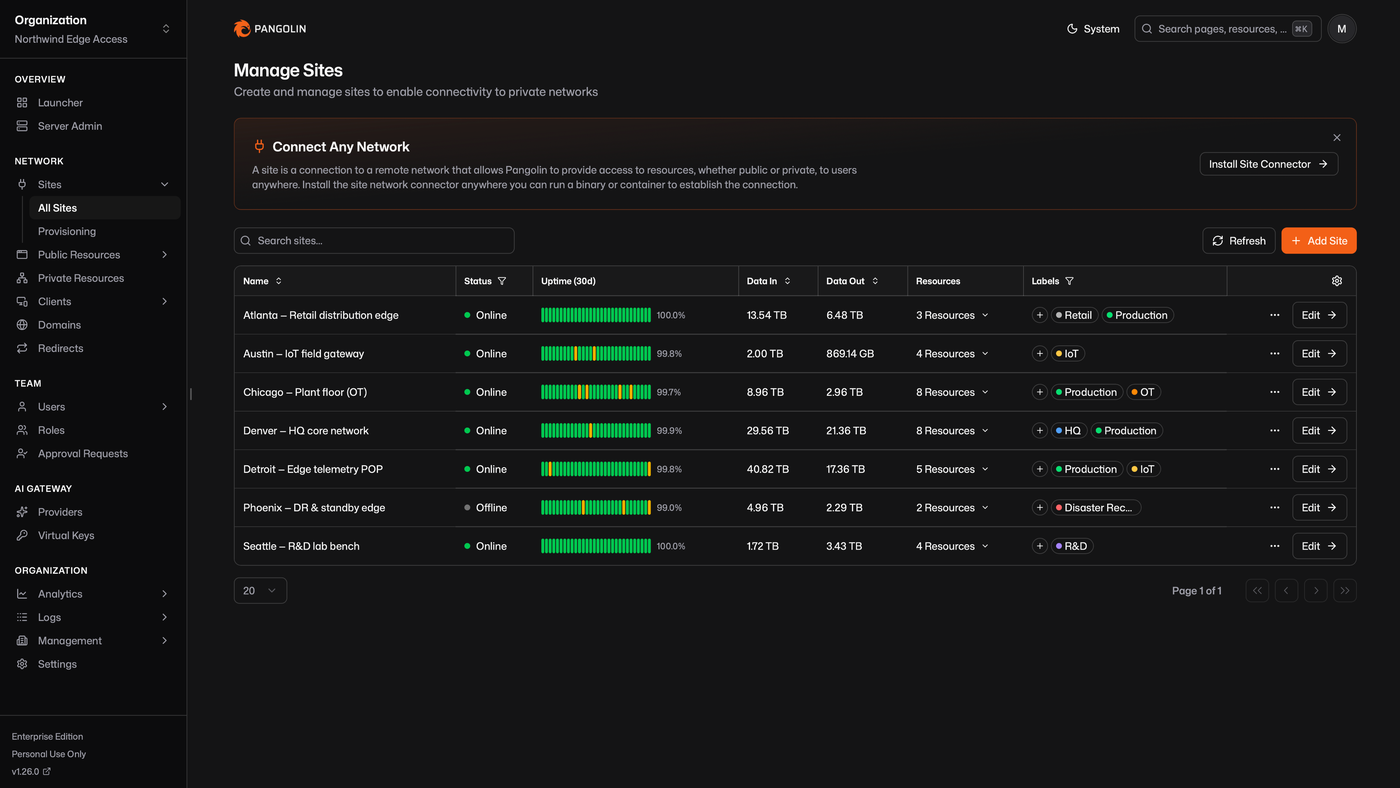 Organization
Northwind Edge Access
OVERVIEW
Launcher
Server Admin
NETWORK
Sites
All Sites
Provisioning
Public Resources
Private Resources
Clients
Domains
Redirects
TEAM
Users
Roles
Approval Requests
AI GATEWAY
Providers
Virtual Keys
ORGANIZATION
Analytics
Logs
Management
Settings
Enterprise Edition
Personal Use Only
v1.26.0
PANGOLIN
System
Search pages, resources, ... ⌘K
M
Manage Sites
Create and manage sites to enable connectivity to private networks
Connect Any Network
A site is a connection to a remote network that allows Pangolin to provide access to resources, whether public or private, to users
anywhere. Install the site network connector anywhere you can run a binary or container to establish the connection.
Install Site Connector
Search sites...
Refresh
+ Add Site
Name Status Uptime (30d) Data In Data Out Resources Labels
Atlanta – Retail distribution edge Online 100.0% 13.54 TB 6.48 TB 3 Resources + Retail Production ··· Edit
Austin – IoT field gateway Online 99.8% 2.00 TB 869.14 GB 4 Resources + IoT ··· Edit
Chicago – Plant floor (OT) Online 99.7% 8.96 TB 2.96 TB 8 Resources + Production OT ··· Edit
Denver – HQ core network Online 99.9% 29.56 TB 21.36 TB 8 Resources + HQ Production ··· Edit
Detroit – Edge telemetry POP Online 99.8% 40.82 TB 17.36 TB 5 Resources + Production IoT ··· Edit
Phoenix – DR & standby edge Offline 99.0% 4.96 TB 2.29 TB 2 Resources + Disaster Rec... ··· Edit
Seattle – R&D lab bench Online 100.0% 1.72 TB 3.43 TB 4 Resources + R&D ··· Edit
20
Page 1 of 1